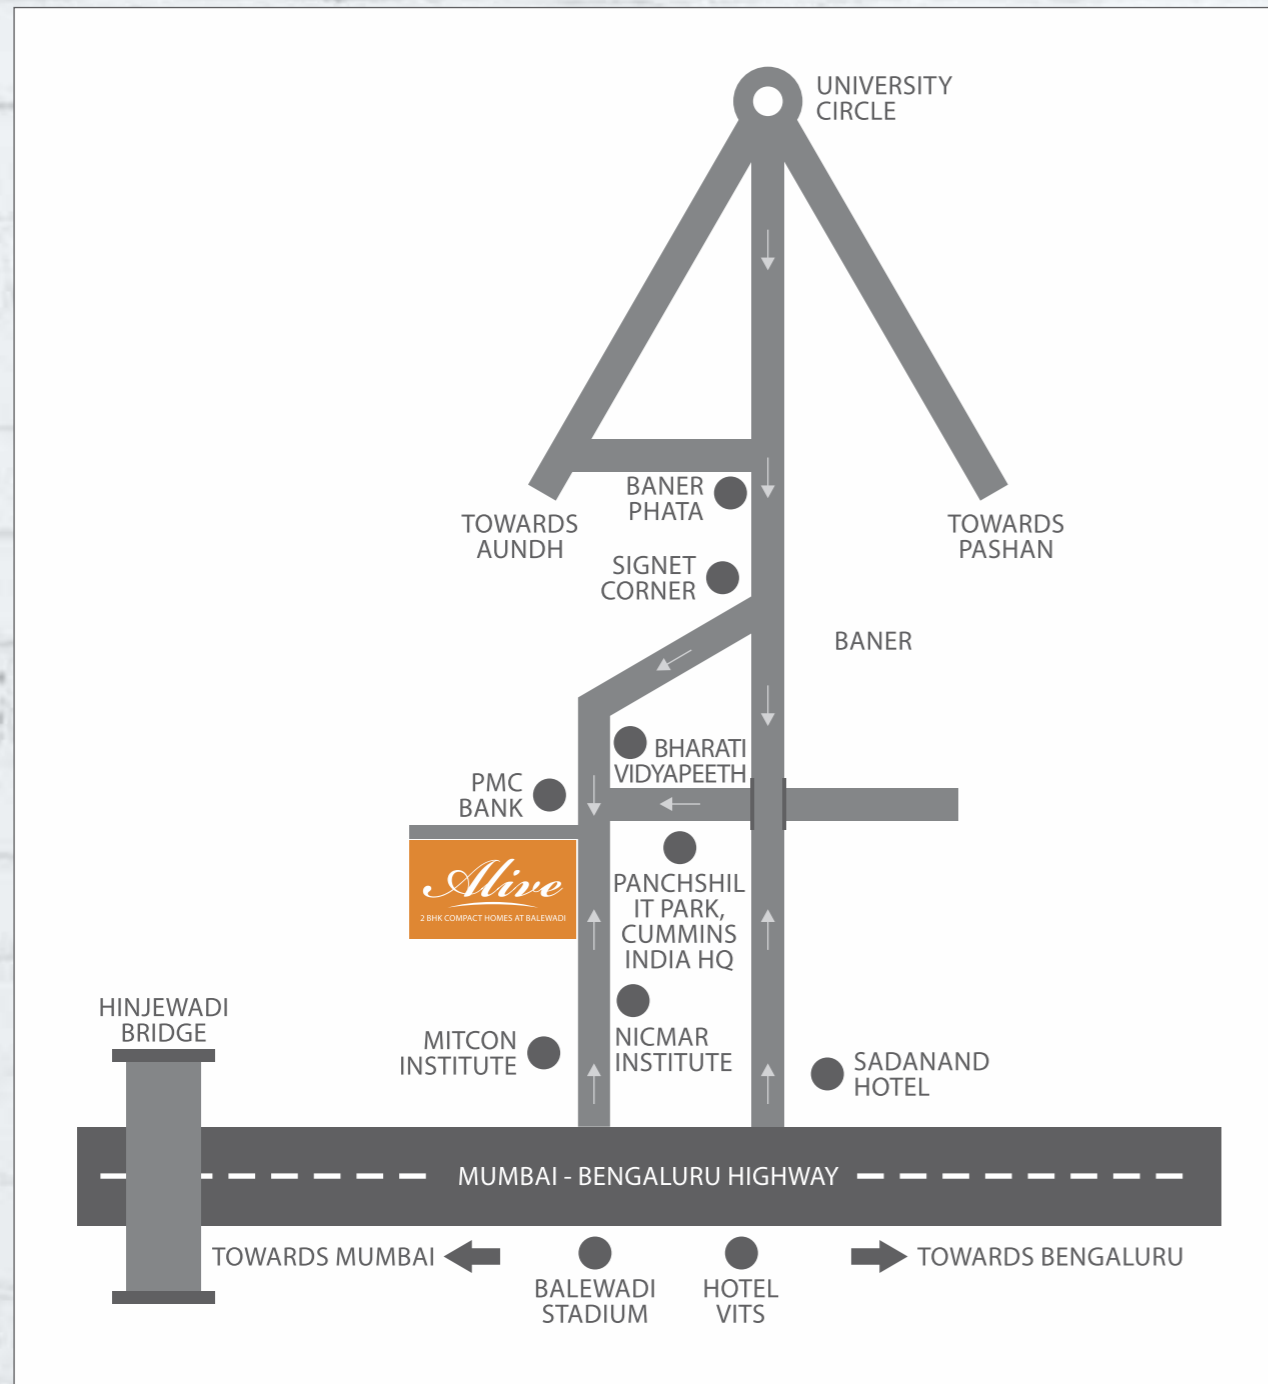 UNIVERSITY
CIRCLE
BANER
PHATA
TOWARDS
AUNDH
TOWARDS
PASHAN
SIGNET
CORNER
BANER
BHARATI
VIDYAPEETH
PMC
BANK
Alive
2 BHK COMPACT HOMES AT BALEWADI
PANCHSHIL
IT PARK,
CUMMINS
INDIA HQ
HINJEWADI
BRIDGE
MITCON
INSTITUTE
NICMAR
INSTITUTE
SADANAND
HOTEL
MUMBAI - BENGALURU HIGHWAY
TOWARDS MUMBAI
TOWARDS BENGALURU
BALEWADI
STADIUM
HOTEL
VITS